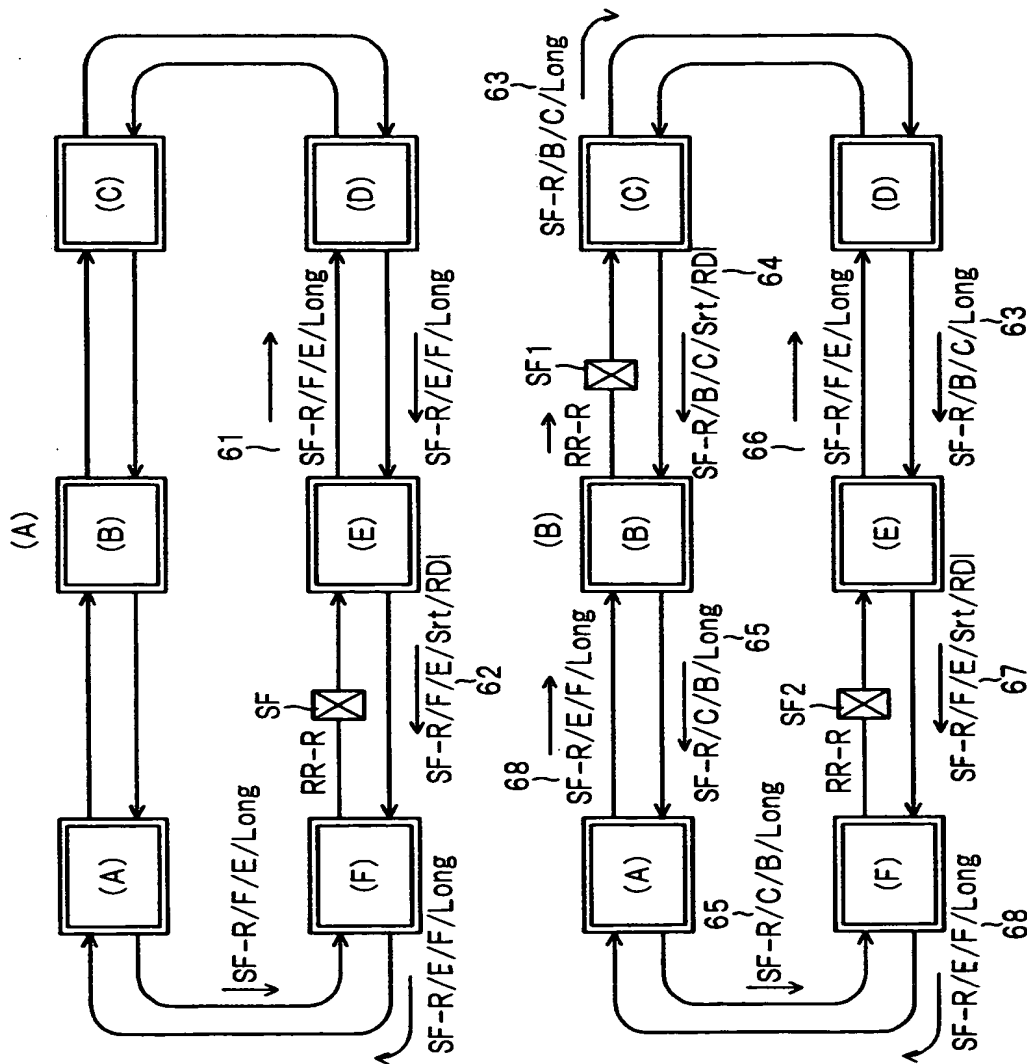 (A)
(A)
(B)
(C)
61
SF-R/F/E/Long
SF
RR-R
SF-R/F/E/Long
(F)
(E)
(D)
SF-R/E/F/Long
SF-R/F/E/Srt/RDI
62
SF-R/E/F/Long
(B)
63
SF-R/B/C/Long
68
SF-R/E/F/Long
RR-R
SF1
(A)
(B)
(C)
SF-R/C/B/Long
65
SF-R/B/C/Srt/RDI
64
65
SF-R/C/B/Long
RR-R
SF2
66
SF-R/F/E/Long
(F)
(E)
(D)
SF-R/E/F/Long
68
SF-R/F/E/Srt/RDI
67
SF-R/B/C/Long
63